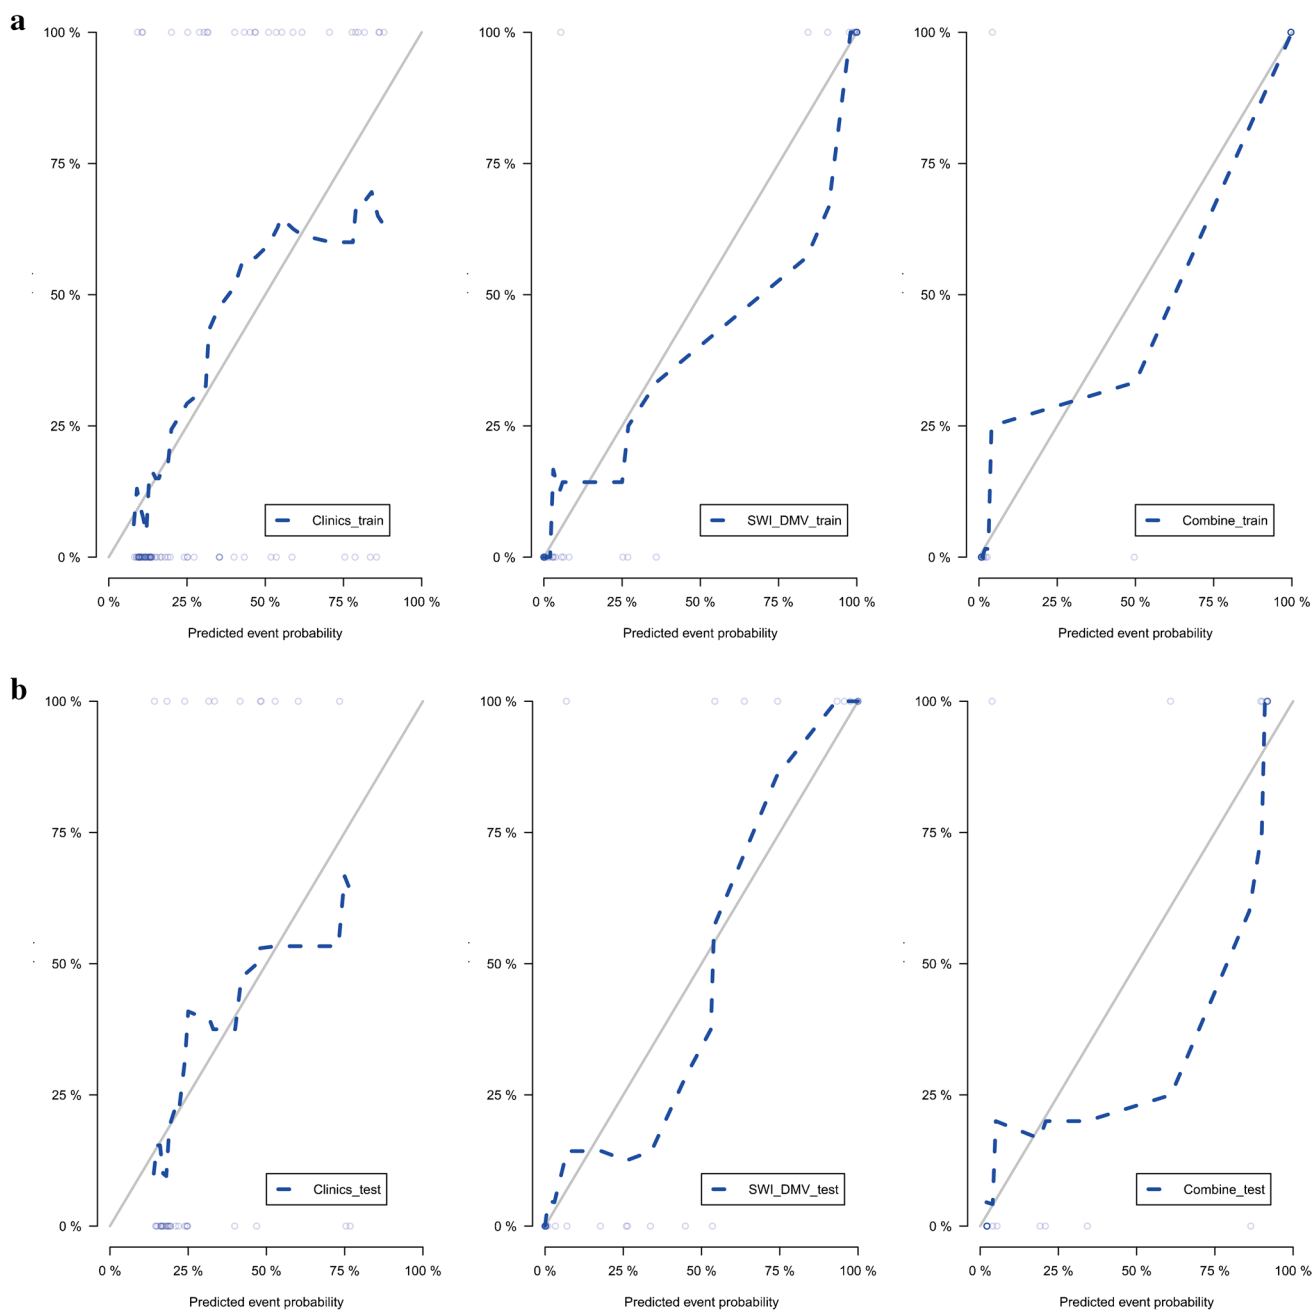 a
100 %
75 %
50 %
25 %
0 %
0 % 25 % 50 % 75 % 100 %
Predicted event probability
Clinics_train
100 %
75 %
50 %
25 %
0 %
0 % 25 % 50 % 75 % 100 %
Predicted event probability
SWI_DMV_train
100 %
75 %
50 %
25 %
0 %
0 % 25 % 50 % 75 % 100 %
Predicted event probability
Combine_train
b
100 %
75 %
50 %
25 %
0 %
0 % 25 % 50 % 75 % 100 %
Predicted event probability
Clinics_test
100 %
75 %
50 %
25 %
0 %
0 % 25 % 50 % 75 % 100 %
Predicted event probability
SWI_DMV_test
100 %
75 %
50 %
25 %
0 %
0 % 25 % 50 % 75 % 100 %
Predicted event probability
Combine_test